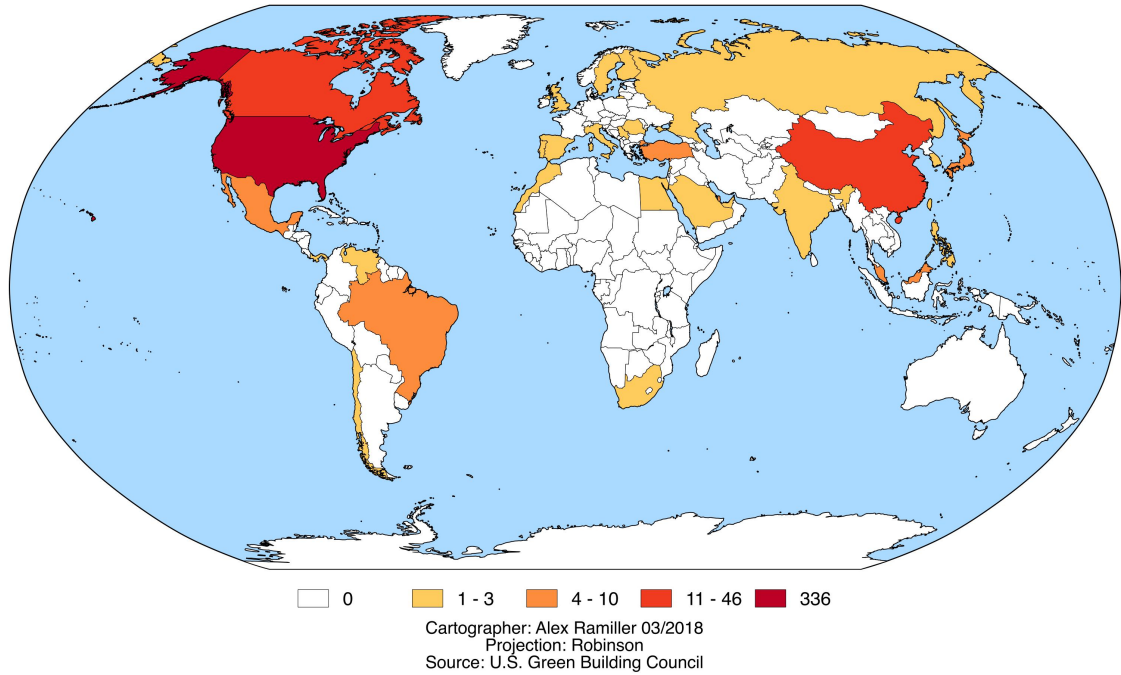 0 1 - 3 4 - 10 11 - 46 336
Cartographer: Alex Ramiller 03/2018
Projection: Robinson
Source: U.S. Green Building Council